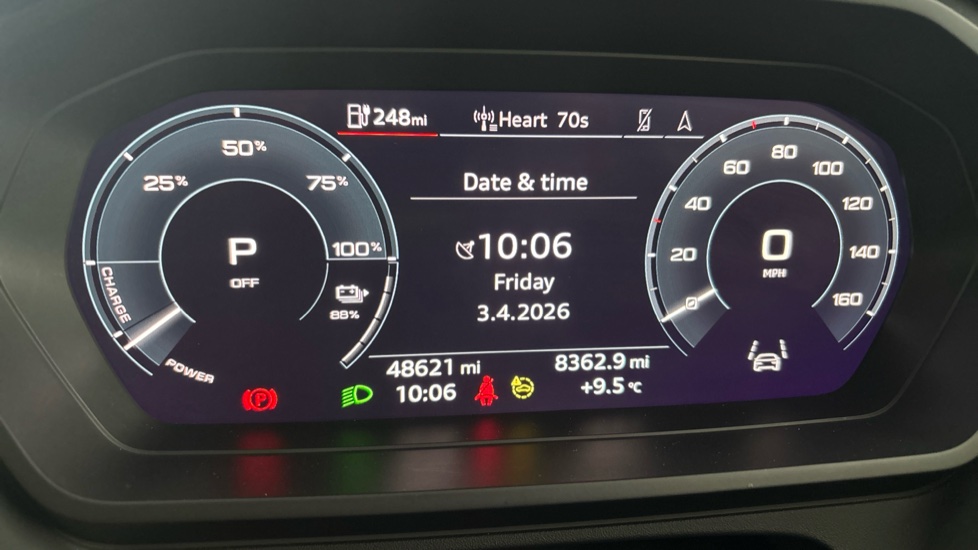 248mi
Heart 70s
50%
25%
75%
100%
CHARGE
POWER
P
OFF
88%
Date & time
10:06
Friday
3.4.2026
48621 mi
8362.9 mi
10:06
+9.5 °C
P
20
40
60
80
100
120
140
160
0
MPH